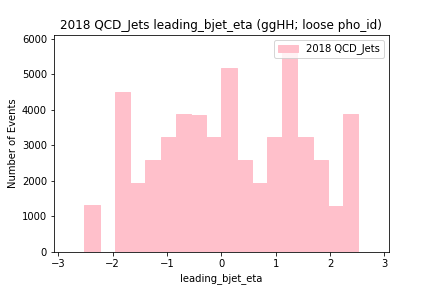 2018 QCD_Jets leading_bjet_eta (ggHH; loose pho_id)
2018 QCD_Jets
Number of Events
6000
5000
4000
3000
2000
1000
0
−3 −2 −1 0 1 2 3
leading_bjet_eta